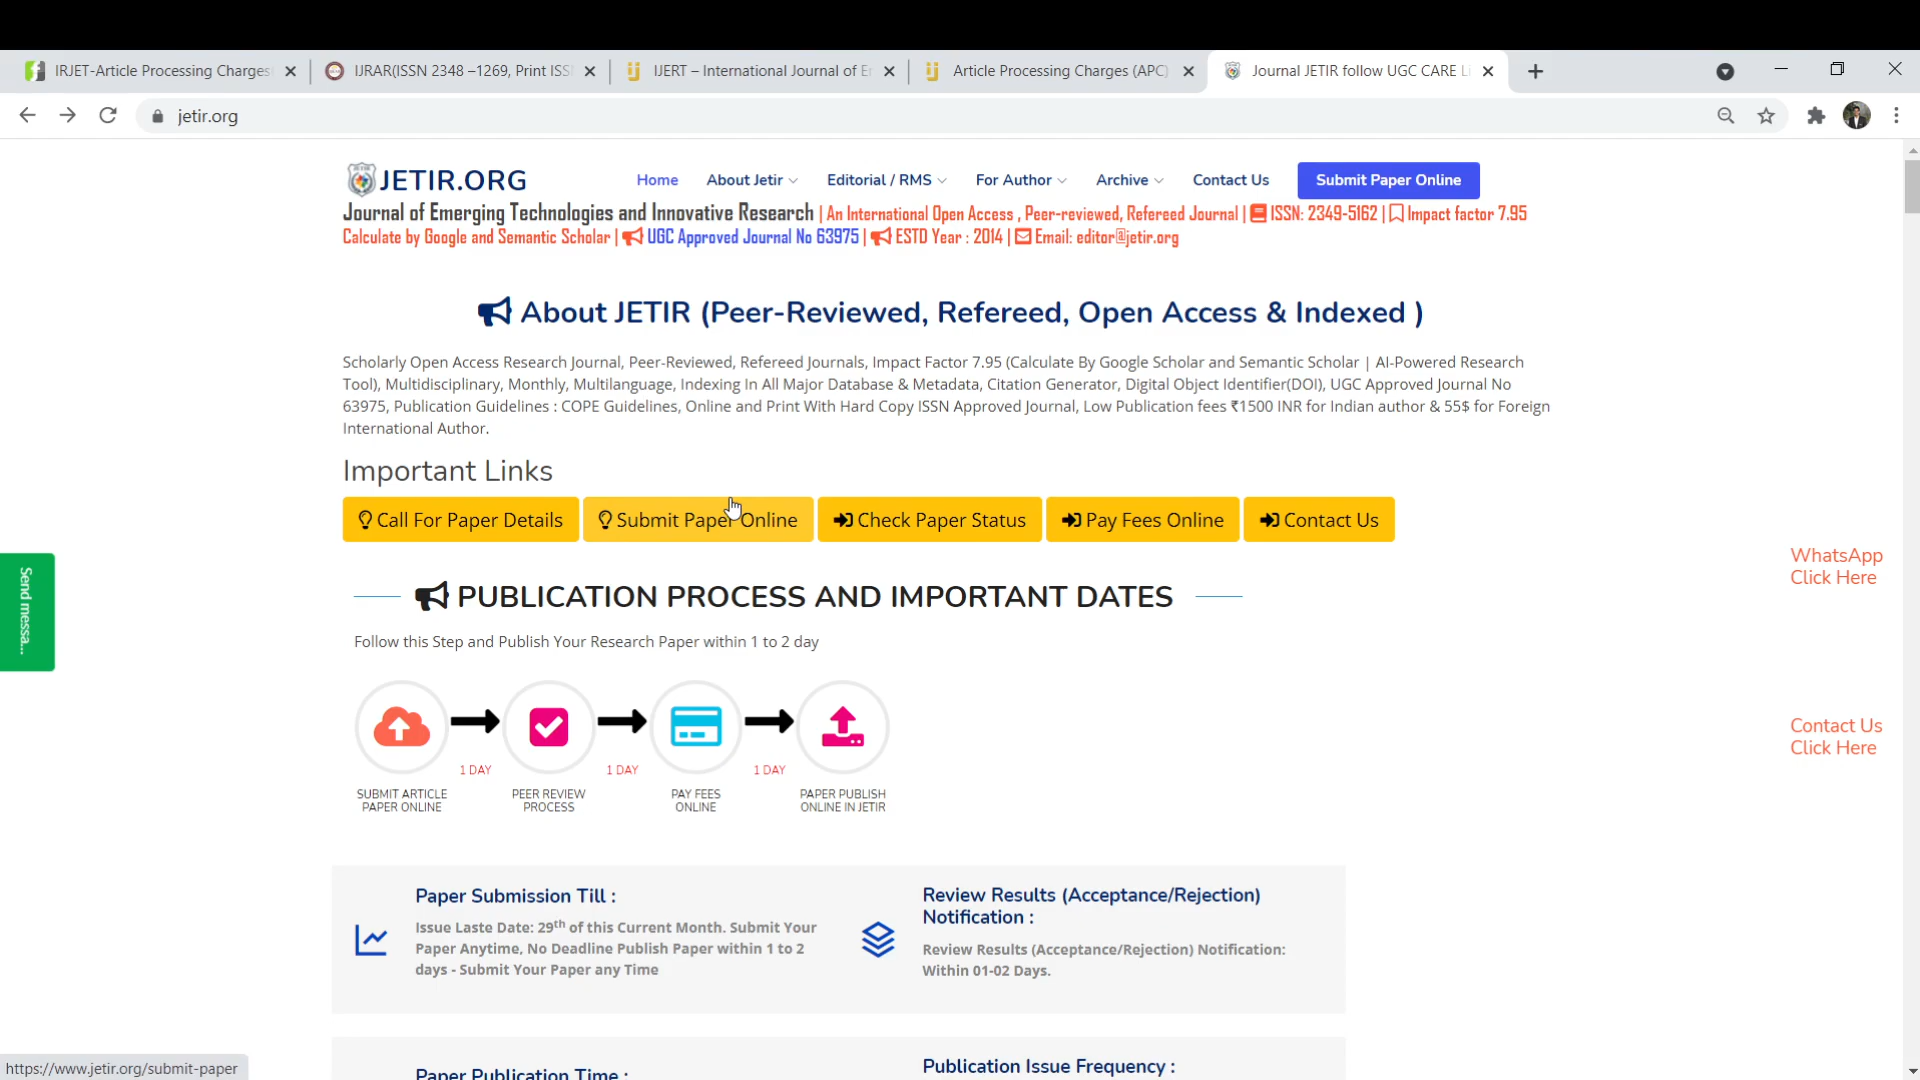 IRJET-Article Processing Charges
IJRAR(ISSN 2348 –1269, Print ISS
IJERT – International Journal of E
Article Processing Charges (APC)
Journal JETIR follow UGC CARE L
jetir.org
JETIR.ORG
Home
About Jetir
Editorial / RMS
For Author
Archive
Contact Us
Submit Paper Online
Journal of Emerging Technologies and Innovative Research | An International Open Access , Peer-reviewed, Refereed Journal | ISSN: 2349-5162 | Impact factor 7.95
Calculate by Google and Semantic Scholar | UGC Approved Journal No 63975 | ESTD Year : 2014 | Email: editor@jetir.org
About JETIR (Peer-Reviewed, Refereed, Open Access & Indexed )
Scholarly Open Access Research Journal, Peer-Reviewed, Refereed Journals, Impact Factor 7.95 (Calculate By Google Scholar and Semantic Scholar | AI-Powered Research
Tool), Multidisciplinary, Monthly, Multilanguage, Indexing In All Major Database & Metadata, Citation Generator, Digital Object Identifier(DOI), UGC Approved Journal No
63975, Publication Guidelines : COPE Guidelines, Online and Print With Hard Copy ISSN Approved Journal, Low Publication fees ₹1500 INR for Indian author & 55$ for Foreign
International Author.
Important Links
Call For Paper Details
Submit Paper Online
Check Paper Status
Pay Fees Online
Contact Us
Send messa...
WhatsApp
Click Here
PUBLICATION PROCESS AND IMPORTANT DATES
Follow this Step and Publish Your Research Paper within 1 to 2 day
1 DAY
1 DAY
1 DAY
SUBMIT ARTICLE
PAPER ONLINE
PEER REVIEW
PROCESS
PAY FEES
ONLINE
PAPER PUBLISH
ONLINE IN JETIR
Contact Us
Click Here
Paper Submission Till :
Issue Laste Date: 29th of this Current Month. Submit Your
Paper Anytime, No Deadline Publish Paper within 1 to 2
days - Submit Your Paper any Time
Review Results (Acceptance/Rejection)
Notification :
Review Results (Acceptance/Rejection) Notification:
Within 01-02 Days.
Paper Publication Time :
Publication Issue Frequency :
https://www.jetir.org/submit-paper